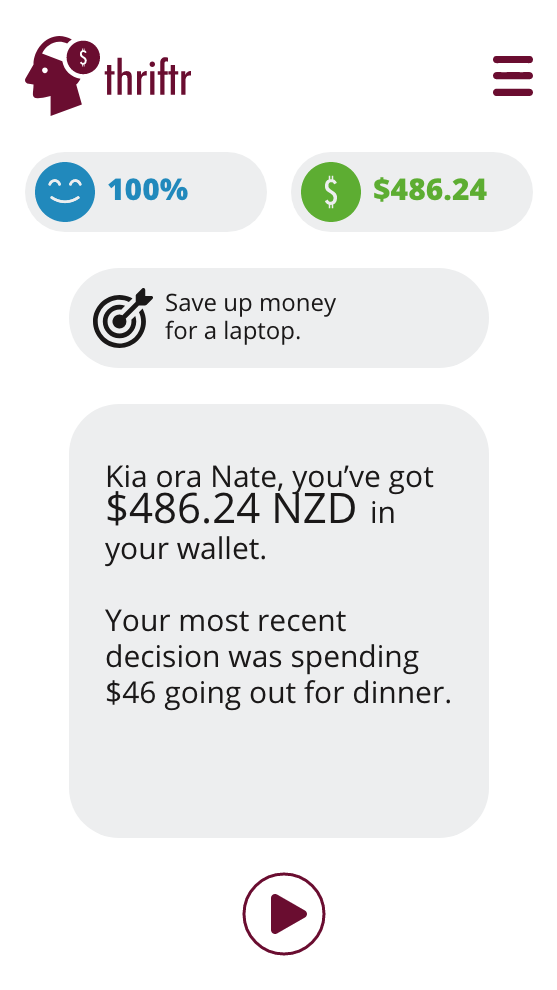 $
thriftr
100%
$
$486.24
Save up money
for a laptop.
Kia ora Nate, you’ve got
$486.24 NZD in
your wallet.
Your most recent
decision was spending
$46 going out for dinner.